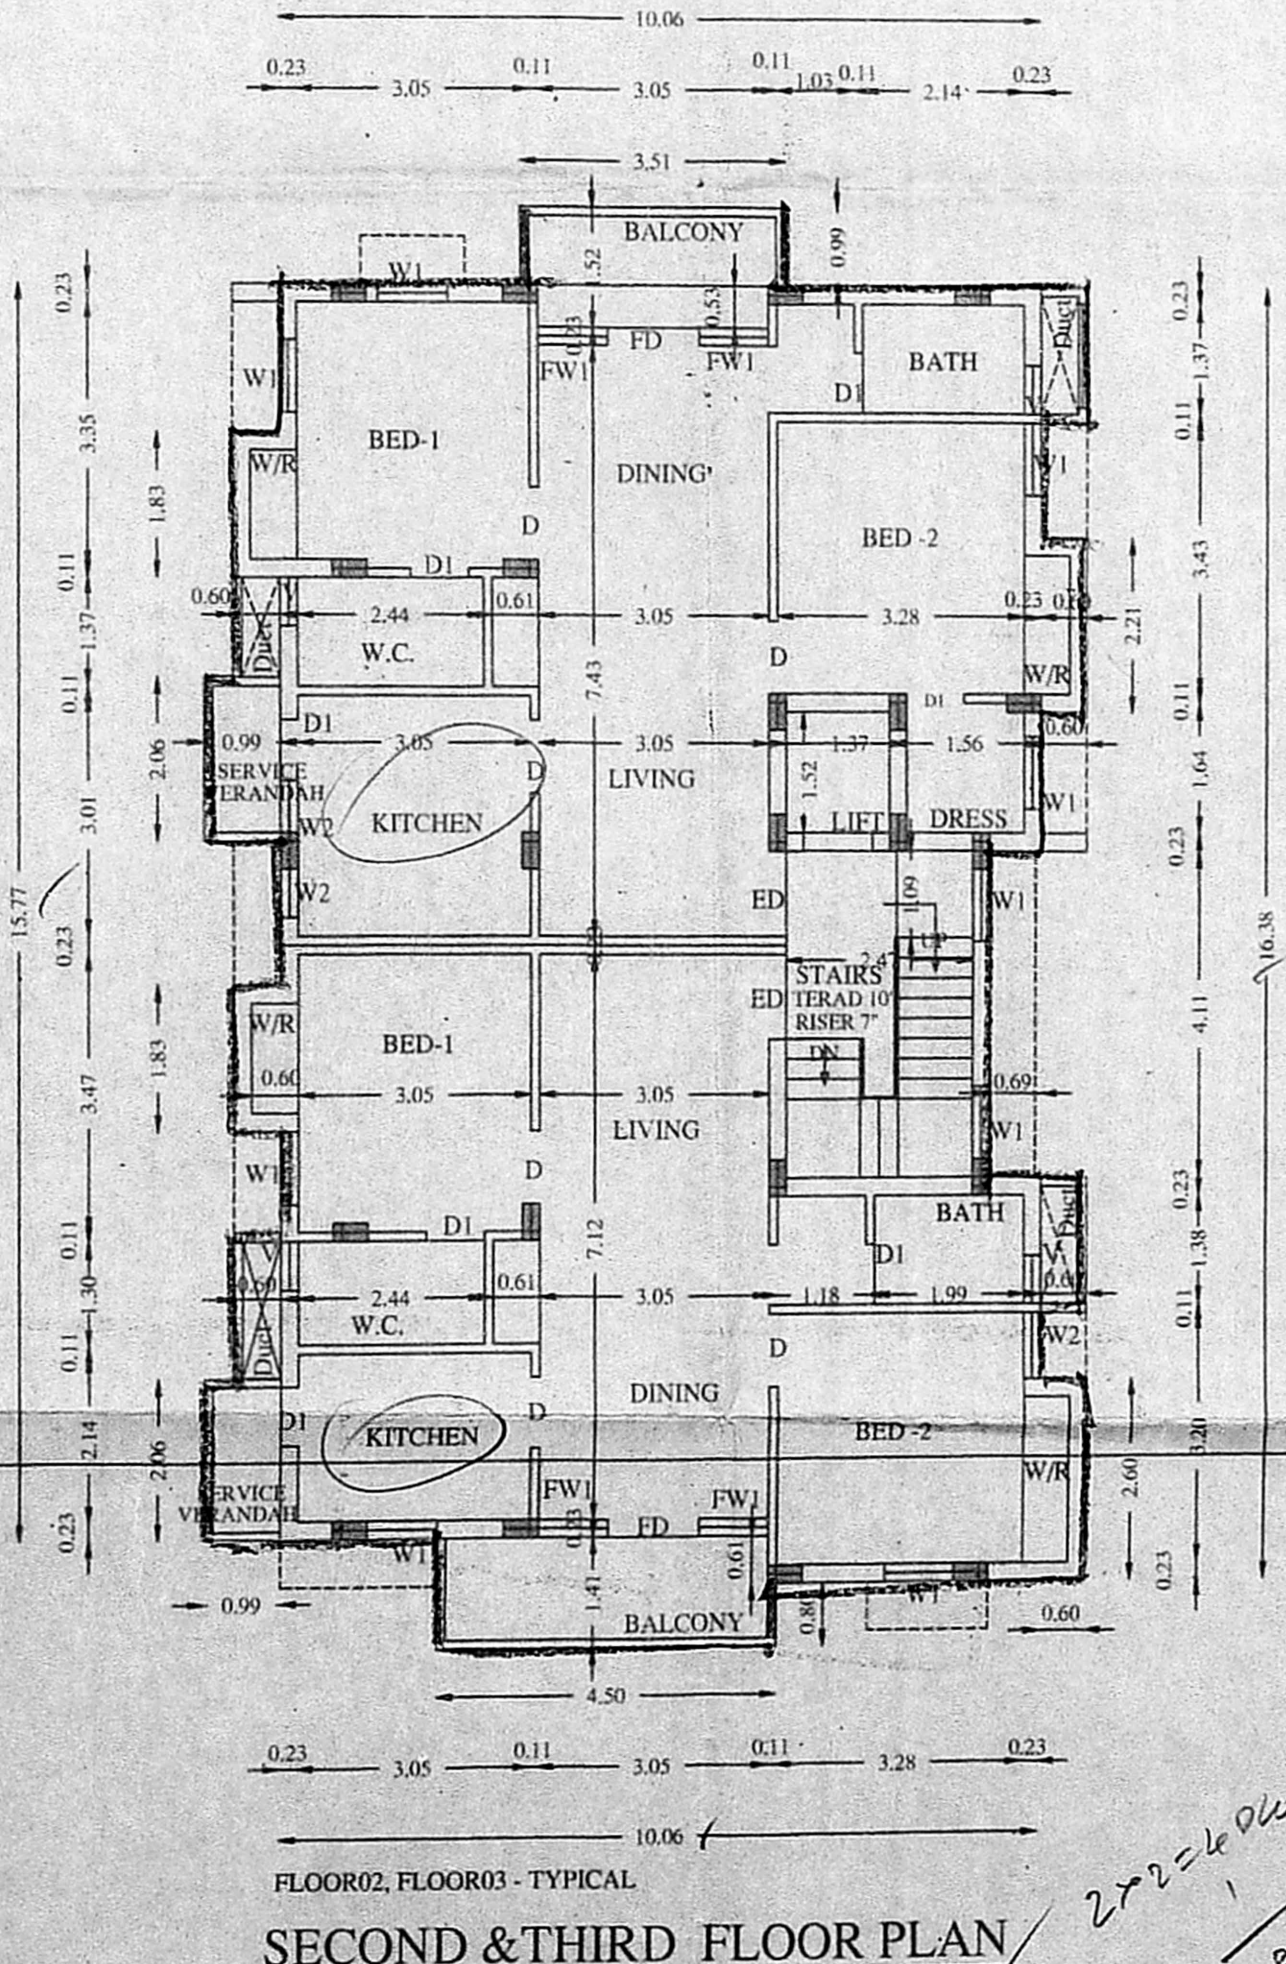 10.06
0.23 3.05 0.11 3.05 0.11 1.03 0.11 2.14 0.23
3.51
BALCONY
1.52
0.99
W1
0.23
0.53
0.23
0.23
FD
FW1
FW1
W1
BATH
Duct
D1
1.37
3.35
BED-1
0.11
W/R
DINING
W1
1.83
D
BED -2
3.43
0.11
D1
0.60
V
2.44
0.61
3.05
3.28
0.23
2.21
1.37
Duct
W.C.
D
7.43
W/R
0.11
0.11
D1
D1
0.99
3.05
3.05
1.37
1.56
0.60
2.06
SERVICE
VERANDAH
D
LIVING
1.52
1.64
3.01
W2
KITCHEN
LIFT
DRESS
W1
0.23
W2
ED
1.09
W1
15.77
16.38
0.23
UP
ED
STAIRS
TERAD 10"
RISER 7"
4.11
W/R
BED-1
DN
1.83
0.60
3.05
3.05
0.69
3.47
LIVING
W1
W1
D
0.23
0.11
D1
7.12
BATH
Duct
V
D1
V
1.38
0.60
2.44
0.61
3.05
1.18
1.99
1.30
W.C.
0.11
Duct
D
W2
0.11
DINING
D1
D
KITCHEN
BED -2
3.20
2.14
2.06
W/R
2.60
SERVICE
VERANDAH
FW1
FW1
0.23
0.23
FD
W1
0.61
0.23
0.99
1.41
BALCONY
0.80
W1
0.60
4.50
0.23 3.05 0.11 3.05 0.11 3.28 0.23
10.06
FLOOR02, FLOOR03 - TYPICAL
SECOND &THIRD FLOOR PLAN